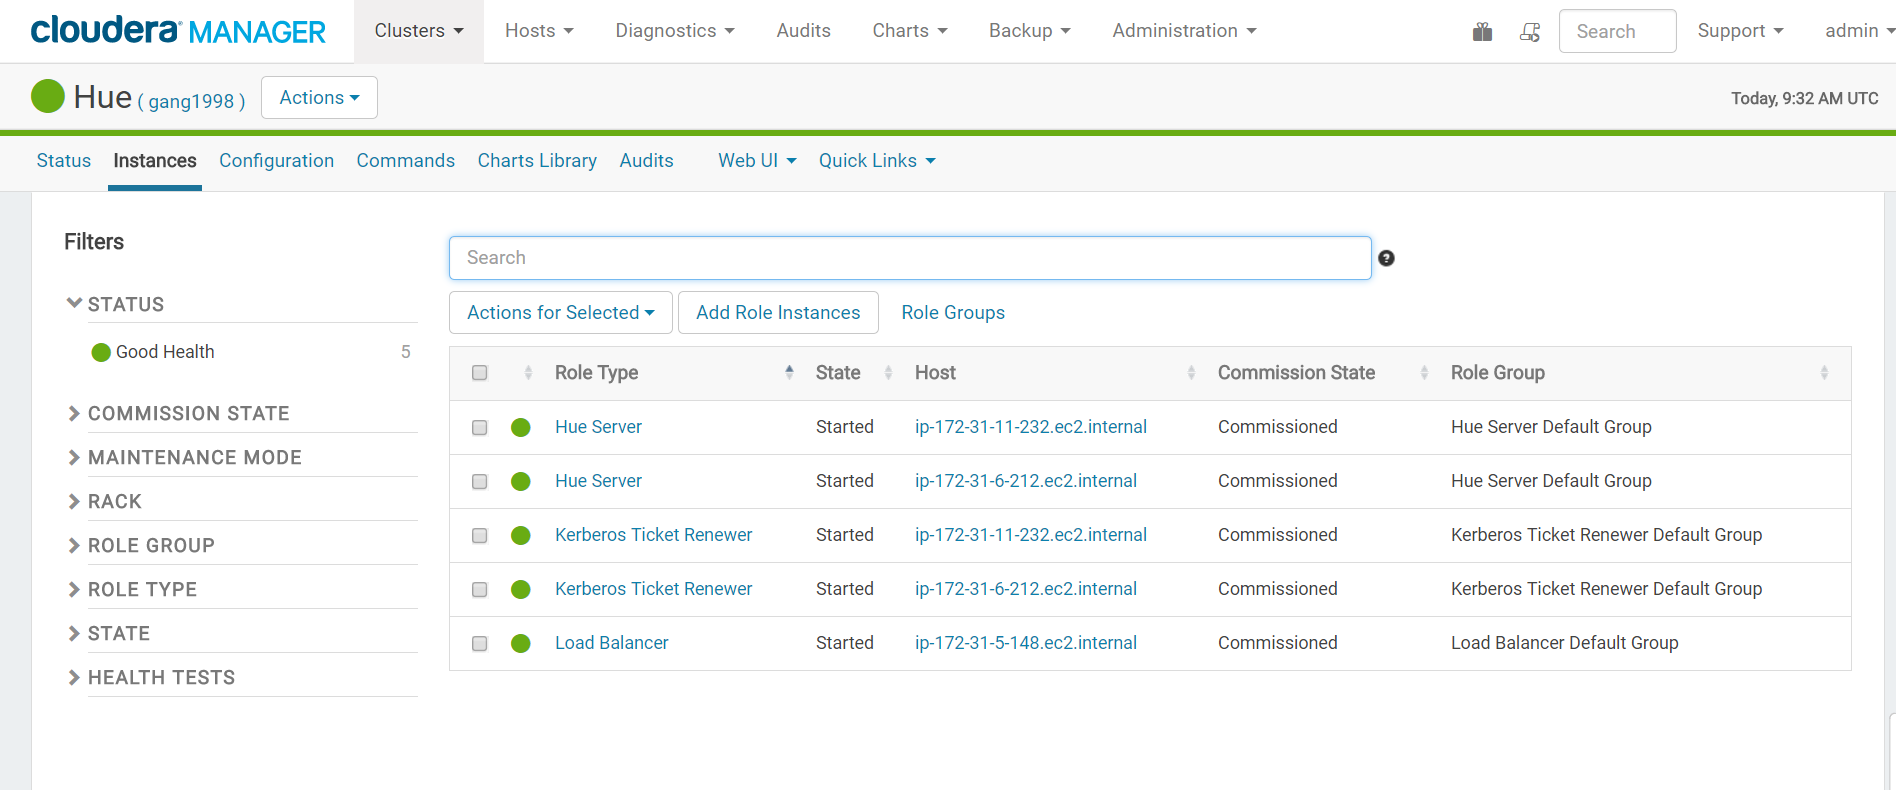 cloudera MANAGER Clusters Hosts Diagnostics Audits Charts Backup Administration Search Support admin
Hue ( gang1998 ) Actions Today, 9:32 AM UTC
Status Instances Configuration Commands Charts Library Audits Web UI Quick Links
Filters
Search
?
STATUS
Actions for Selected Add Role Instances Role Groups
Good Health 5
Role Type State Host Commission State Role Group
COMMISSION STATE
Hue Server Started ip-172-31-11-232.ec2.internal Commissioned Hue Server Default Group
MAINTENANCE MODE
Hue Server Started ip-172-31-6-212.ec2.internal Commissioned Hue Server Default Group
RACK
Kerberos Ticket Renewer Started ip-172-31-11-232.ec2.internal Commissioned Kerberos Ticket Renewer Default Group
ROLE GROUP
Kerberos Ticket Renewer Started ip-172-31-6-212.ec2.internal Commissioned Kerberos Ticket Renewer Default Group
ROLE TYPE
STATE
Load Balancer Started ip-172-31-5-148.ec2.internal Commissioned Load Balancer Default Group
HEALTH TESTS